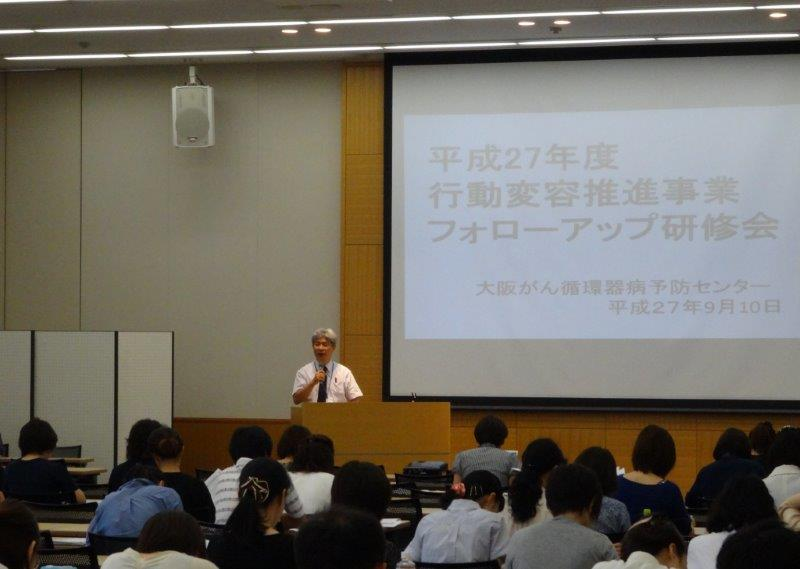 平成27年度
行動変容推進事業
フォローアップ研修会
大阪がん循環器病予防センター
平成27年9月10日